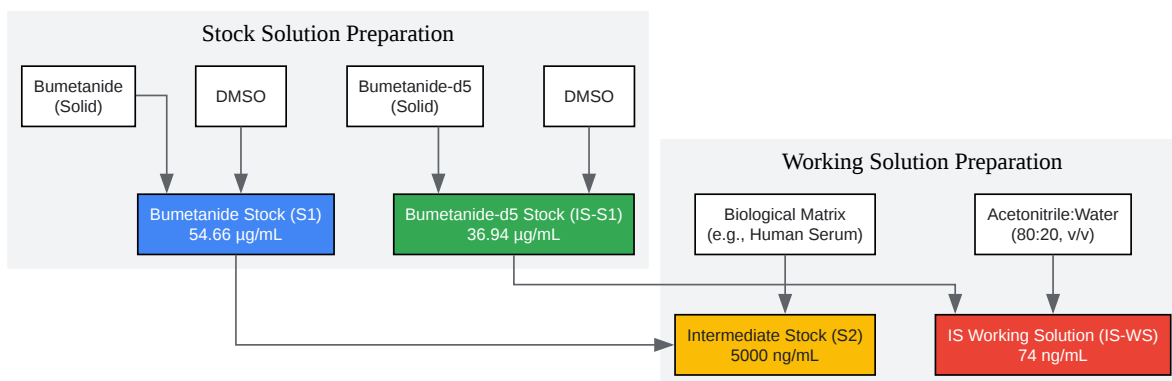 Stock Solution Preparation
Bumetanide
(Solid)
DMSO
Bumetanide-d5
(Solid)
DMSO
Bumetanide Stock (S1)
54.66 µg/mL
Bumetanide-d5 Stock (IS-S1)
36.94 µg/mL
Working Solution Preparation
Biological Matrix
(e.g., Human Serum)
Acetonitrile:Water
(80:20, v/v)
Intermediate Stock (S2)
5000 ng/mL
IS Working Solution (IS-WS)
74 ng/mL